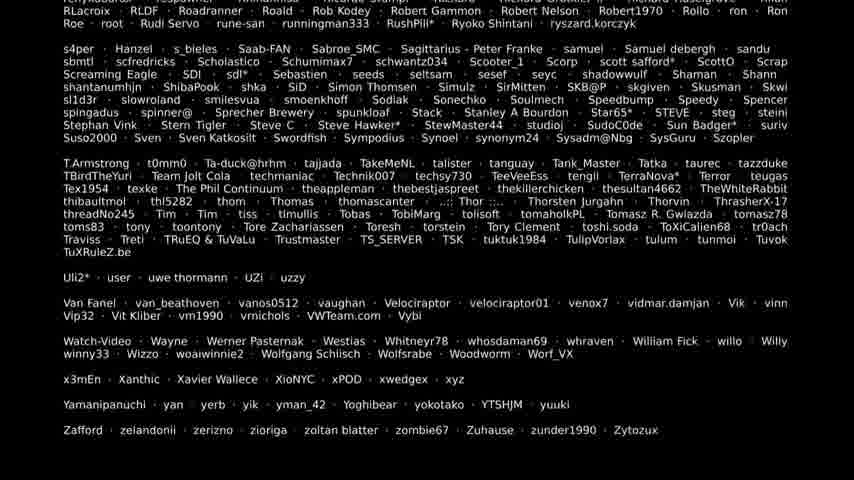 RLacroix · RLDF · Roadranner · Roald · Rob Kodey · Robert Gammon · Robert Nelson · Robert1970 · Rollo · ron · Ron
Roe · root · Rudi Servo · rune-san · runningman333 · RushPill* · Ryoko Shintani · ryszard.korczyk
s4per · Hanzel · s_bieles · Saab-FAN · Sabroe_SMC · Sagittarius - Peter Franke · samuel · Samuel debergh · sandu
sbmtl · scfredricks · Scholastico · Schumimax7 · schwantz034 · Scooter_1 · Scorp · scott safford* · ScottO · Scrap
Screaming Eagle · SDI · sdl* · Sebastien · seeds · seltsam · sesef · seyc · shadowwulf · Shaman · Shann
shantanumhjn · ShibaPook · shka · SiD · Simon Thomsen · Simulz · SirMitten · SKB@P · skgiven · Skusman · Skwi
sl1d3r · slowroland · smilesvua · smoenkhoff · Sodiak · Sonechko · Soulmech · Speedbump · Speedy · Spencer
spingadus · spinner@ · Sprecher Brewery · spunkloaf · Stack · Stanley A Bourdon · Star65* · STE\/E · steg · steini
Stephan Vink · Stern Tigler · Steve C · Steve Hawker* · StewMaster44 · studioj · SudoC0de · Sun Badger* · suriv
Suso2000 · Sven · Sven Katkosilt · Swordfish · Sympodius · Synoel · synonym24 · Sysadm@Nbg · SysGuru · Szopler
T.Armstrong · t0mm0 · Ta-duck@hrhm · tajjada · TakeMeNL · talister · tanguay · Tank_Master · Tatka · taurec · tazzduke
TBirdTheYuri · Team Jolt Cola · techmaniac · Technik007 · techsy730 · TeeVeeEss · tengil · TerraNova* · Terror · teugas
Tex1954 · texke · The Phil Continuum · theappleman · thebestjaspreet · thekillerchicken · thesultan4662 · TheWhiteRabbit
thibaultmol · thl5282 · thom · Thomas · thomascanter · ..:: Thor ::.. · Thorsten Jurgahn · Thorvin · ThrasherX-17
threadNo245 · Tim · Tim · tiss · tlmullis · Tobas · TobiMarg · tolisoft · tomaholkPL · Tomasz R. Gwiazda · tomasz78
toms83 · tony · toontony · Tore Zachariassen · Toresh · torstein · Tory Clement · toshi.soda · ToXiCalien68 · tr0ach
Traviss · Treti · TRuEQ & TuVaLu · Trustmaster · TS_SERVER · TSK · tuktuk1984 · TulipVorlax · tulum · tunmoi · Tuvok
TuXRuleZ.be
Uli2* · user · uwe thormann · UZi · uzzy
Van Fanel · van_beathoven · vanos0512 · vaughan · Velociraptor · velociraptor01 · venox7 · vidmar.damjan · Vik · vinn
Vip32 · Vit Kliber · vm1990 · vrnichols · VWTeam.com · Vybi
Watch-Video · Wayne · Werner Pasternak · Westias · Whitneyr78 · whosdaman69 · whraven · William Fick · willo · Willy
winny33 · Wizzo · woaiwinnie2 · Wolfgang Schlisch · Wolfsrabe · Woodworm · Worf_VX
x3mEn · Xanthic · Xavier Wallece · XioNYC · xPOD · xwedgex · xyz
Yamanipanuchi · yan · yerb · yik · yman_42 · Yoghibear · yokotako · YTSHJM · yuuki
Zafford · zelandonii · zerizno · zioriga · zoltan blatter · zombie67 · Zuhause · zunder1990 · Zytozux